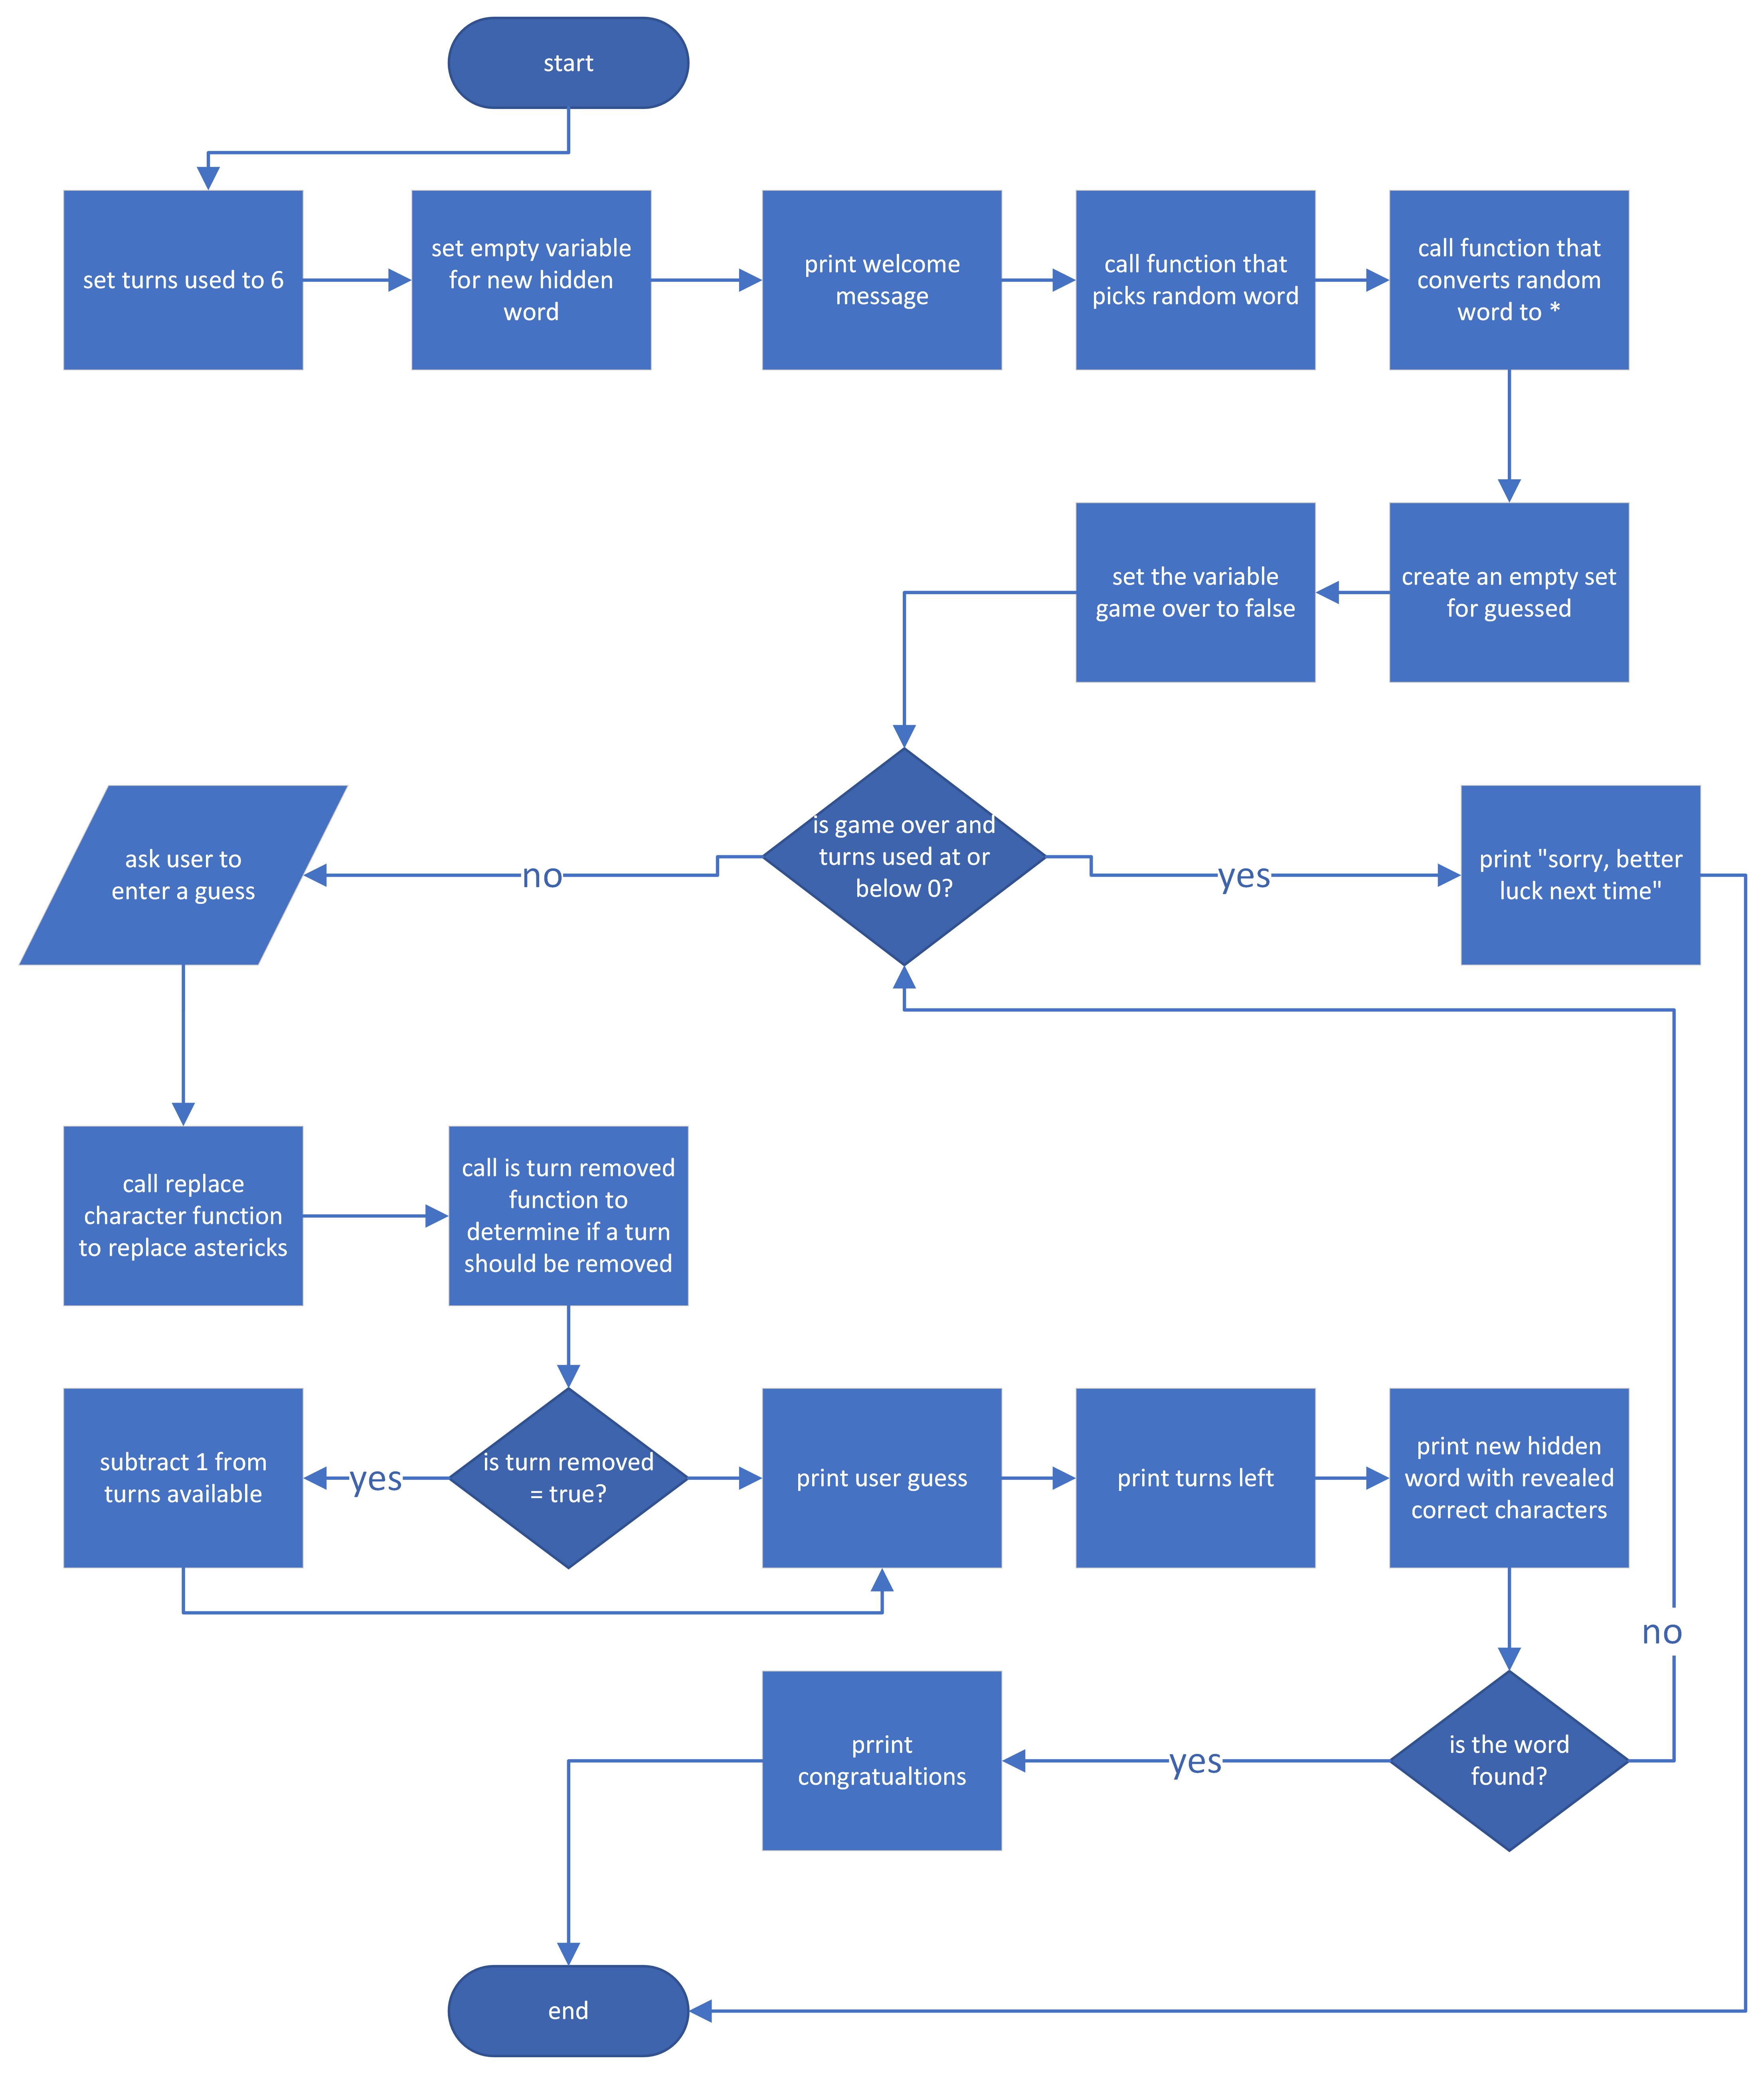 start
set turns used to 6
set empty variable
for new hidden
word
print welcome
message
call function that
picks random word
call function that
converts random
word to *
set the variable
game over to false
create an empty set
for guessed
ask user to
enter a guess
no
is game over and
turns used at or
below 0?
yes
print "sorry, better
luck next time"
call replace
character function
to replace astericks
call is turn removed
function to
determine if a turn
should be removed
subtract 1 from
turns available
yes
is turn removed
= true?
print user guess
print turns left
print new hidden
word with revealed
correct characters
no
prrint
congratualtions
yes
is the word
found?
end